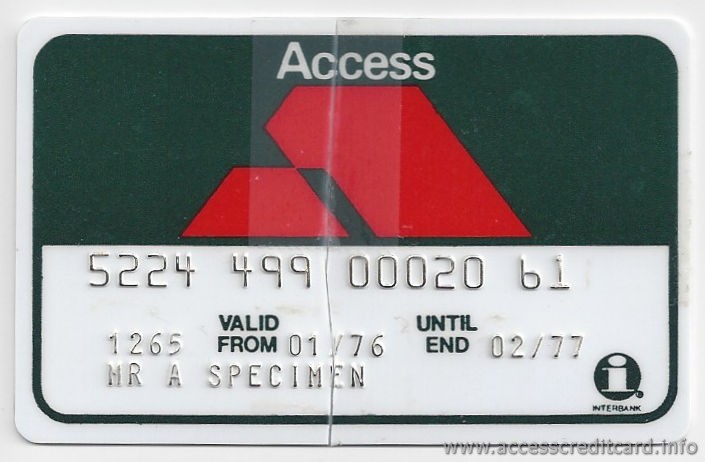 Access
5224 499 00020 61
VALID FROM 01/76 UNTIL END 02/77
1265
MR A SPECIMEN
i
INTERBANK
www.accesscreditcard.info